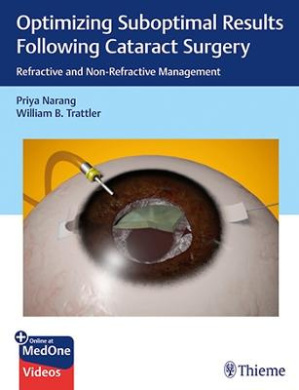 Optimizing Suboptimal Results
Following Cataract Surgery
Refractive and Non-Refractive Management
Priya Narang
William B. Trattler
+ Online at
MedOne
Videos
Thieme